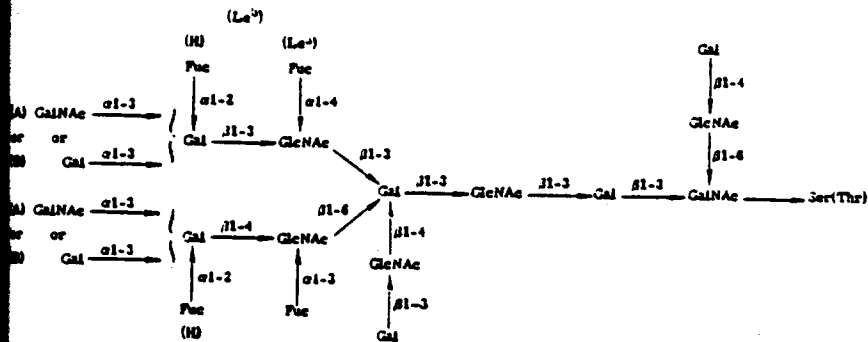 (Leᵇ)
(H) (Leᵃ)
Fuc Fuc Gal
α1-2 α1-4 β1-4
(A) GalNAc α1-3 GlcNAc
or or Gal β1-3 GlcNAc β1-6
(B) Gal α1-3 β1-3
Gal β1-3 GlcNAc β1-3 Gal β1-3 GalNAc Ser(Thr)
(A) GalNAc α1-3 β1-6
or or Gal β1-4 GlcNAc β1-4
(B) Gal α1-3 GlcNAc
α1-2 α1-3
Fuc Fuc β1-3
(H) Gal